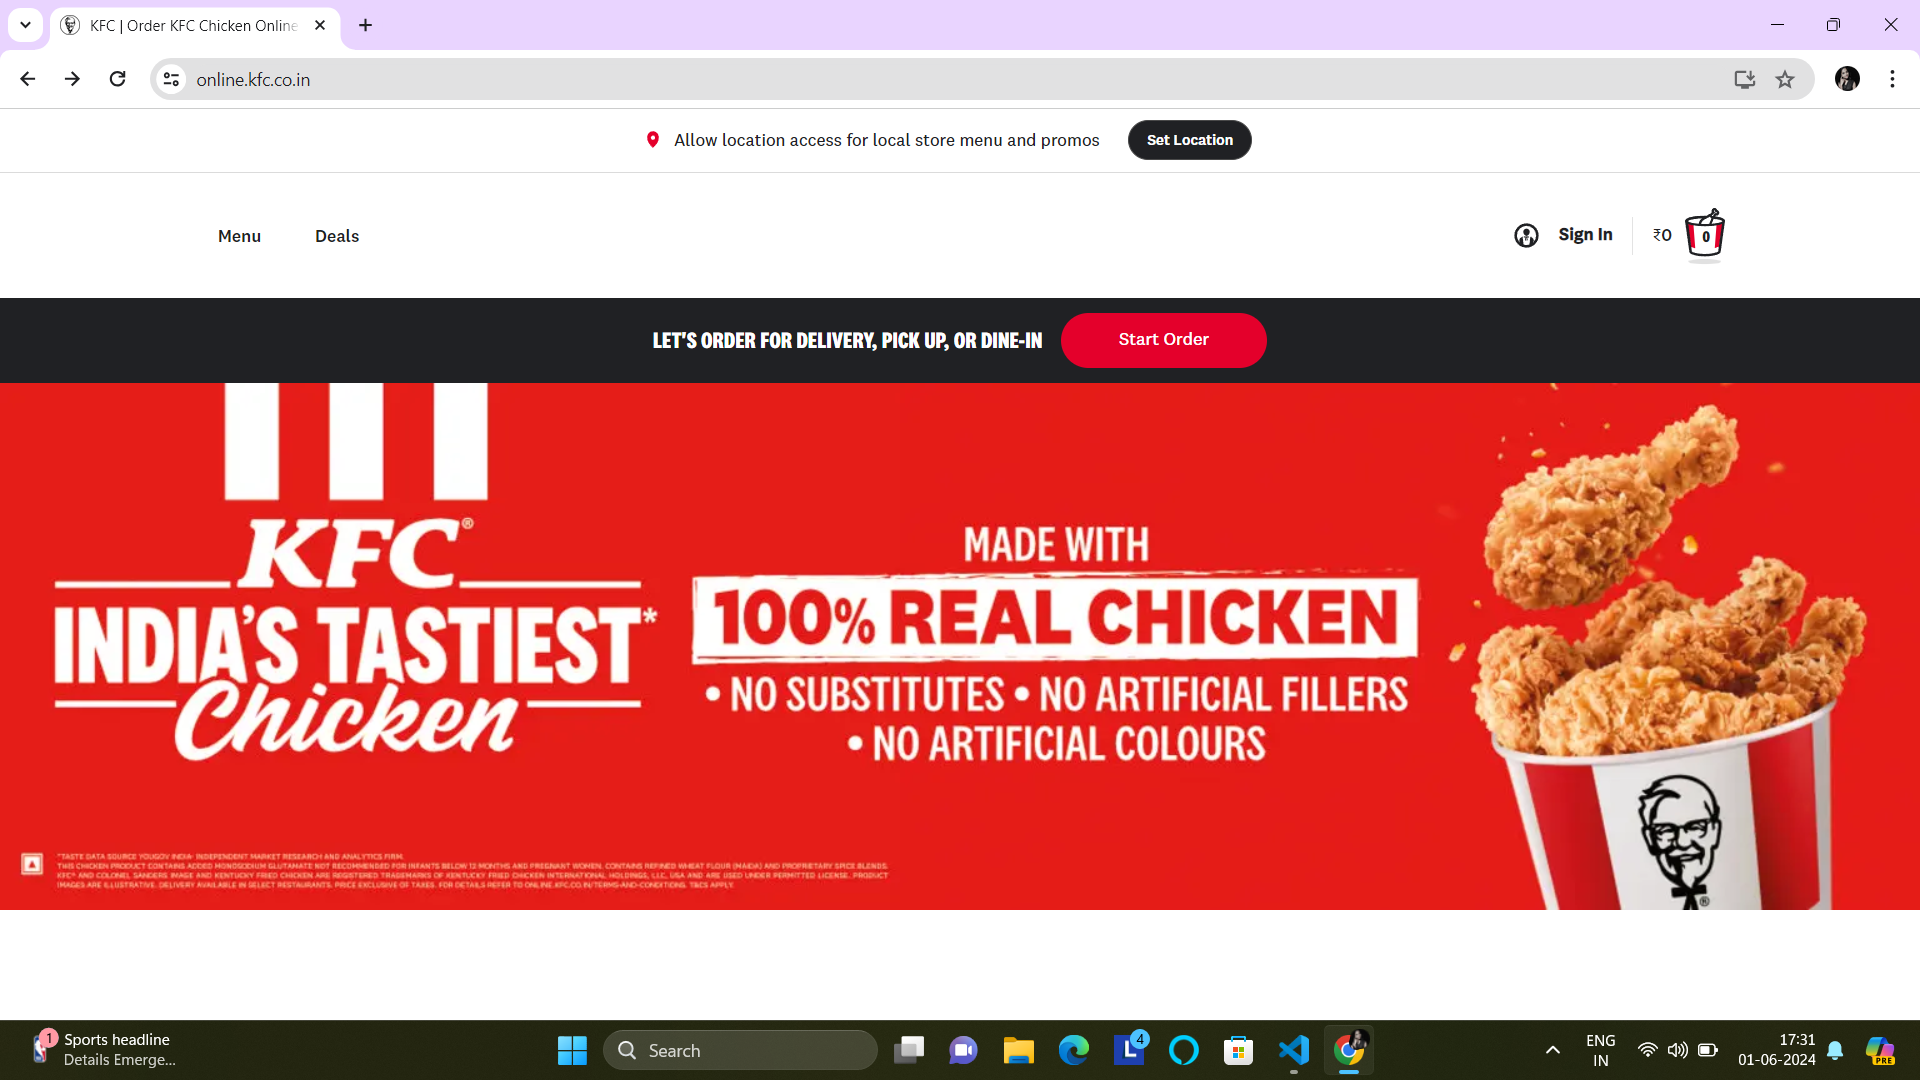 KFC | Order KFC Chicken Online
online.kfc.co.in
Allow location access for local store menu and promos
Set Location
Menu
Deals
Sign In
₹0
0
LET'S ORDER FOR DELIVERY, PICK UP, OR DINE-IN
Start Order
KFC®
INDIA'S TASTIEST*
Chicken
MADE WITH
100% REAL CHICKEN
• NO SUBSTITUTES • NO ARTIFICIAL FILLERS
• NO ARTIFICIAL COLOURS
*TASTE DATA SOURCE YOUGOV INDIA- INDEPENDENT MARKET RESEARCH AND ANALYTICS FIRM.
THIS CHICKEN PRODUCT CONTAINS ADDED MONOSODIUM GLUTAMATE NOT RECOMMENDED FOR INFANTS BELOW 12 MONTHS AND PREGNANT WOMEN. CONTAINS REFINED WHEAT FLOUR (MAIDA) AND PROPRIETARY SPICE BLENDS.
KFC® AND COLONEL SANDERS IMAGE AND KENTUCKY FRIED CHICKEN ARE REGISTERED TRADEMARKS OF KENTUCKY FRIED CHICKEN INTERNATIONAL HOLDINGS, LLC, USA AND ARE USED UNDER PERMITTED LICENSE. PRODUCT
IMAGES ARE ILLUSTRATIVE. DELIVERY AVAILABLE IN SELECT RESTAURANTS. PRICE EXCLUSIVE OF TAXES. FOR DETAILS REFER TO ONLINE.KFC.CO.IN/TERMS-AND-CONDITIONS. T&CS APPLY.
®
1
Sports headline
Details Emerge...
Search
L
4
ENG
IN
17:31
01-06-2024
PRE